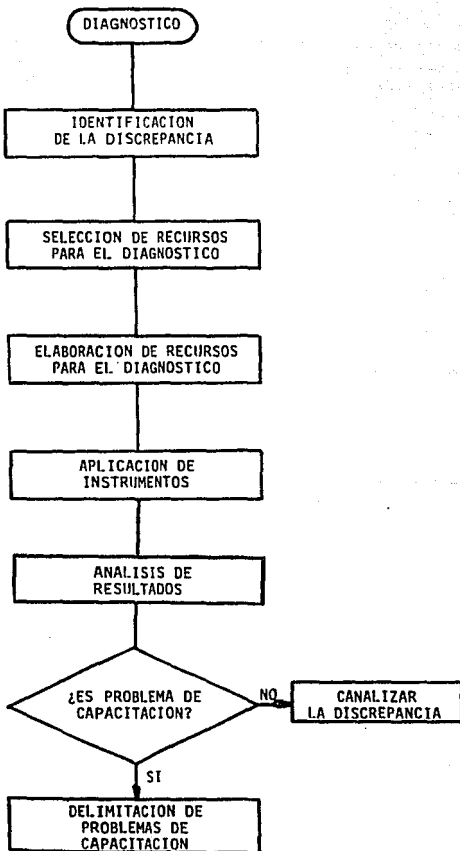 DIAGNOSTICO
IDENTIFICACION
DE LA DISCREPANCIA
SELECCION DE RECURSOS
PARA EL DIAGNOSTICO
ELABORACION DE RECURSOS
PARA EL DIAGNOSTICO
APLICACION DE
INSTRUMENTOS
ANALISIS DE
RESULTADOS
¿ES PROBLEMA DE
CAPACITACION?
NO
CANALIZAR
LA DISCREPANCIA
SI
DELIMITACION DE
PROBLEMAS DE
CAPACITACION